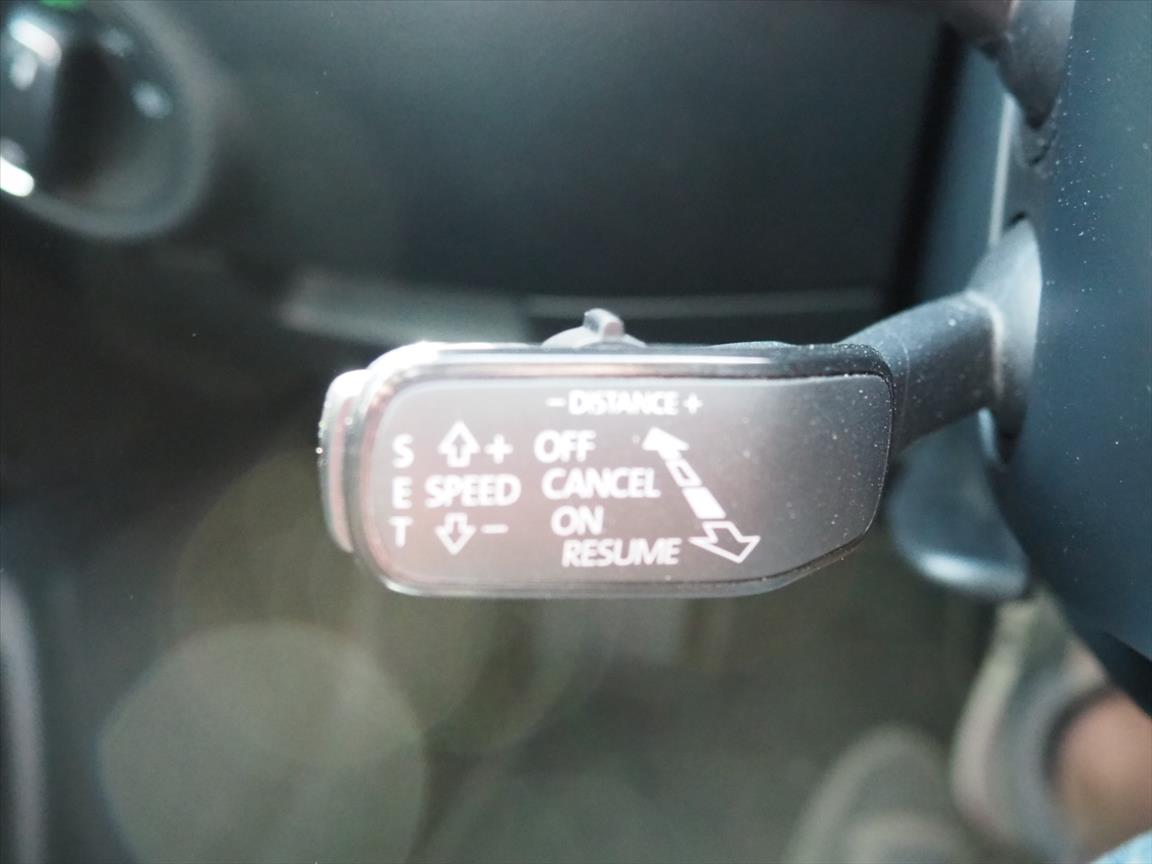 - DISTANCE +
S + OFF
E SPEED CANCEL
T - ON
RESUME